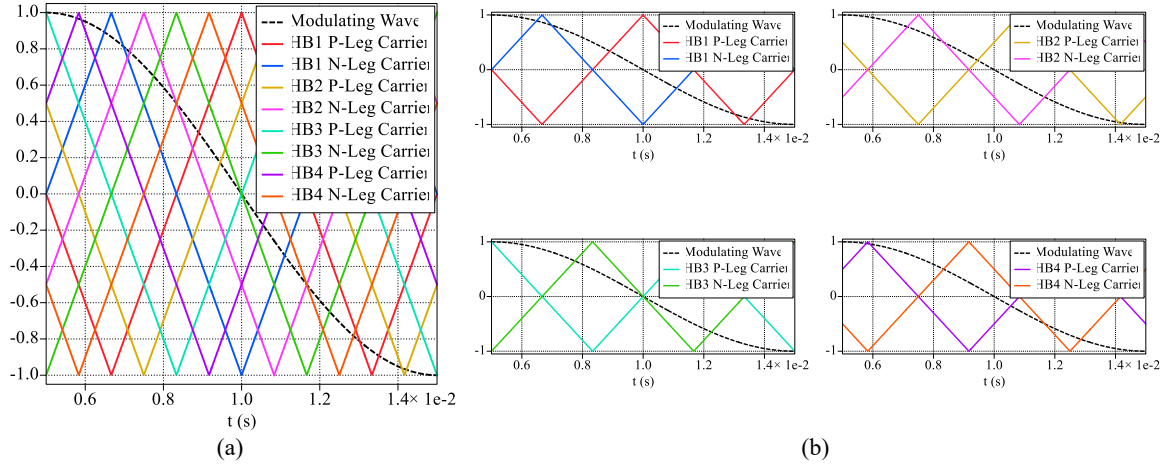 1.0
0.8
0.6
0.4
0.2
0.0
-0.2
-0.4
-0.6
-0.8
-1.0
0.6
0.8
1.0
1.2
1.4× 1e-2
t (s)
Modulating Wave
HB1 P-Leg Carrier
HB1 N-Leg Carrier
HB2 P-Leg Carrier
HB2 N-Leg Carrier
HB3 P-Leg Carrier
HB3 N-Leg Carrier
HB4 P-Leg Carrier
HB4 N-Leg Carrier
(a)
1
0
-1
0.6
0.8
1.0
1.2
1.4× 1e-2
t (s)
Modulating Wave
HB1 P-Leg Carrier
HB1 N-Leg Carrier
1
0
-1
0.6
0.8
1.0
1.2
1.4× 1e-2
t (s)
Modulating Wave
HB2 P-Leg Carrier
HB2 N-Leg Carrier
1
0
-1
0.6
0.8
1.0
1.2
1.4× 1e-2
t (s)
Modulating Wave
HB3 P-Leg Carrier
HB3 N-Leg Carrier
1
0
-1
0.6
0.8
1.0
1.2
1.4× 1e-2
t (s)
Modulating Wave
HB4 P-Leg Carrier
HB4 N-Leg Carrier
(b)